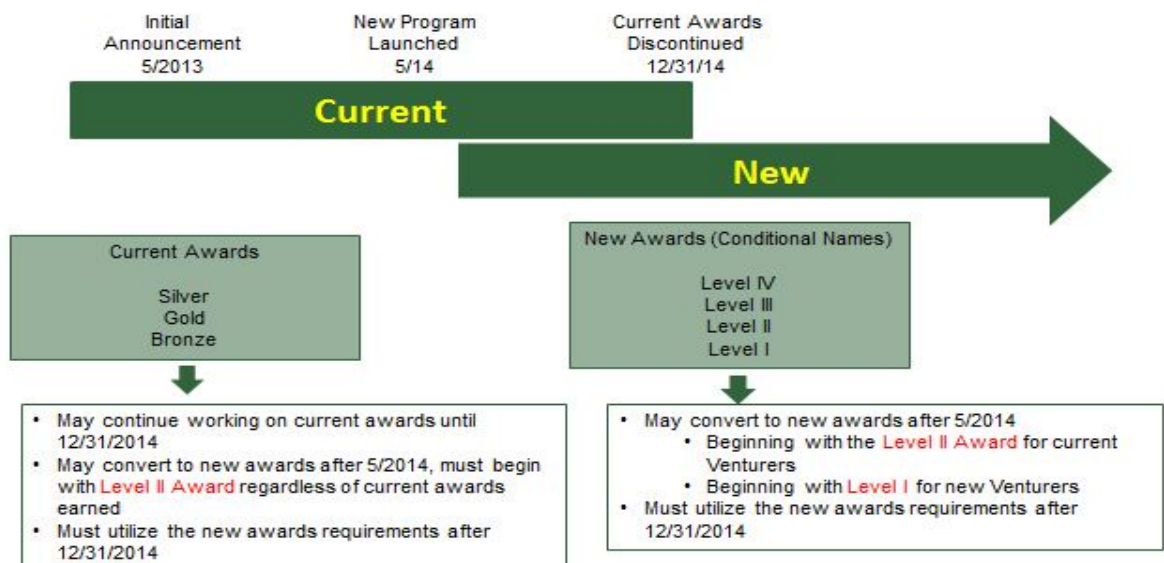 Initial
Announcement
5/2013
New Program
Launched
5/14
Current Awards
Discontinued
12/31/14
Current
New
Current Awards
Silver
Gold
Bronze
New Awards (Conditional Names)
Level IV
Level III
Level II
Level I
• May continue working on current awards until
12/31/2014
• May convert to new awards after 5/2014, must begin
with Level II Award regardless of current awards
earned
• Must utilize the new awards requirements after
12/31/2014
• May convert to new awards after 5/2014
• Beginning with the Level II Award for current
Venturers
• Beginning with Level I for new Venturers
• Must utilize the new awards requirements after
12/31/2014